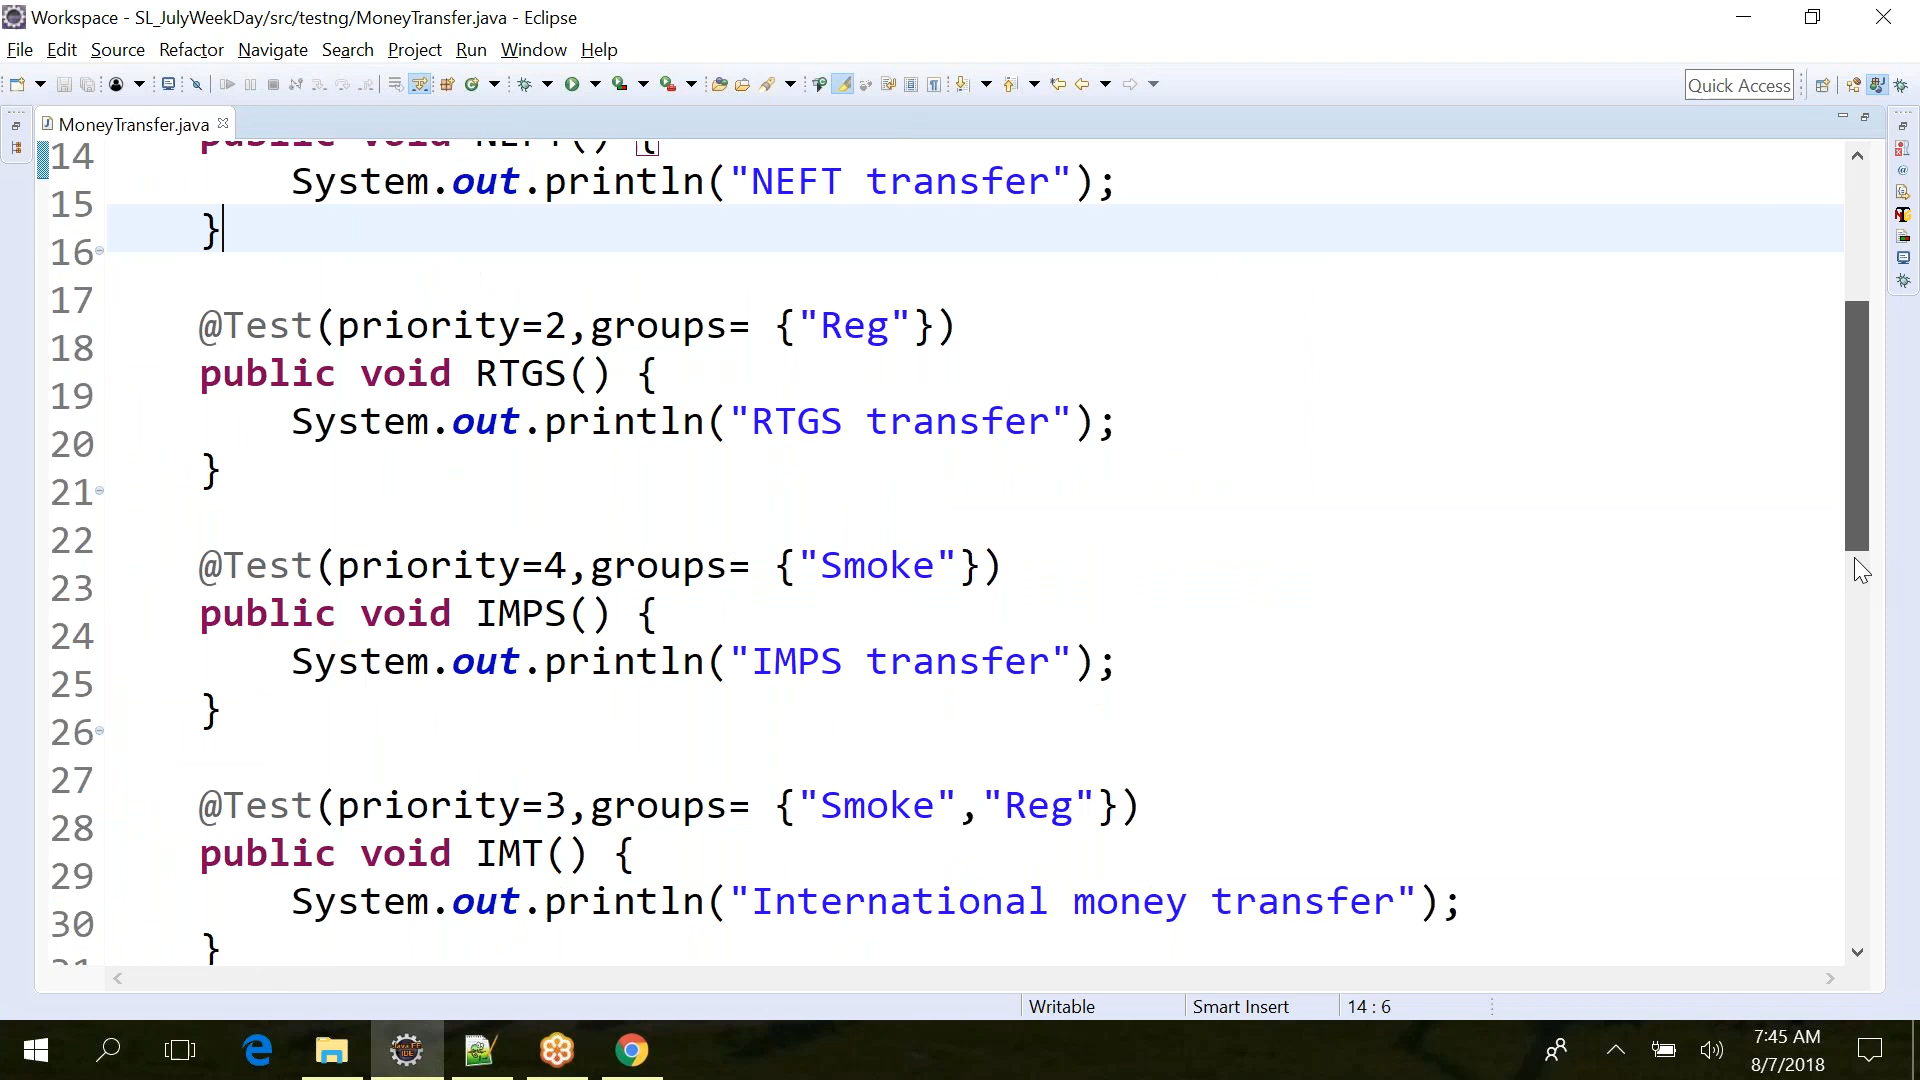 Workspace - SL_JulyWeekDay/src/testng/MoneyTransfer.java - Eclipse
File Edit Source Refactor Navigate Search Project Run Window Help
Quick Access
MoneyTransfer.java
14 public void NEFT() {
15 System.out.println("NEFT transfer");
16 }
17
18 @Test(priority=2,groups= {"Reg"})
19 public void RTGS() {
20 System.out.println("RTGS transfer");
21 }
22
23 @Test(priority=4,groups= {"Smoke"})
24 public void IMPS() {
25 System.out.println("IMPS transfer");
26 }
27
28 @Test(priority=3,groups= {"Smoke","Reg"})
29 public void IMT() {
30 System.out.println("International money transfer");
}
Writable Smart Insert 14 : 6
7:45 AM
8/7/2018